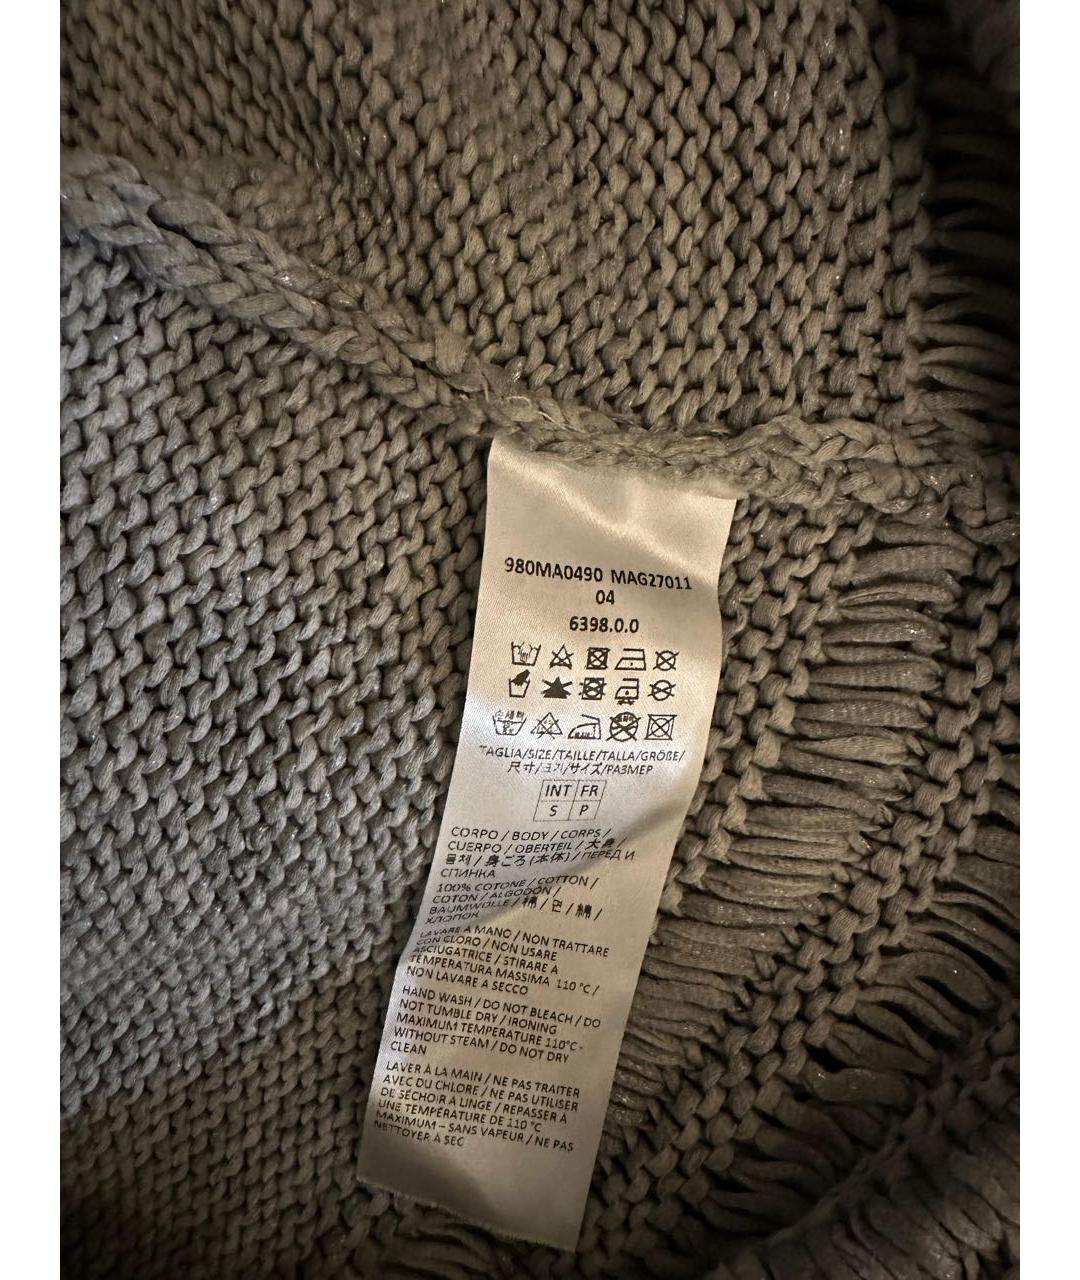 980MA0490 MAG27011
04
6398.0.0
TAGLIA/SIZE/TAILLE/TALLA/GRÖßE/
尺寸/크기/サイズ/РАЗМЕР
INT FR
S P
CORPO / BODY / CORPS /
CUERPO / OBERTEIL / 大身
몸체 / 身ごろ (本体) / ПЕРЕД И
СПИНКА
100% COTONE / COTTON /
COTON / ALGODON /
BAUMWOLLE / 棉 / 면 / 綿 /
ХЛОПОК
LAVARE A MANO / NON TRATTARE
CON CLORO / NON USARE
ASCIUGATRICE / STIRARE A
TEMPERATURA MASSIMA 110 °C /
NON LAVARE A SECCO
HAND WASH / DO NOT BLEACH / DO
NOT TUMBLE DRY / IRONING
MAXIMUM TEMPERATURE 110°C -
WITHOUT STEAM / DO NOT DRY
CLEAN
LAVER À LA MAIN / NE PAS TRAITER
AVEC DU CHLORE / NE PAS UTILISER
DE SÉCHOIR À LINGE / REPASSER À
UNE TEMPÉRATURE DE 110 °C
MAXIMUM – SANS VAPEUR / NE PAS
NETTOYER À SEC